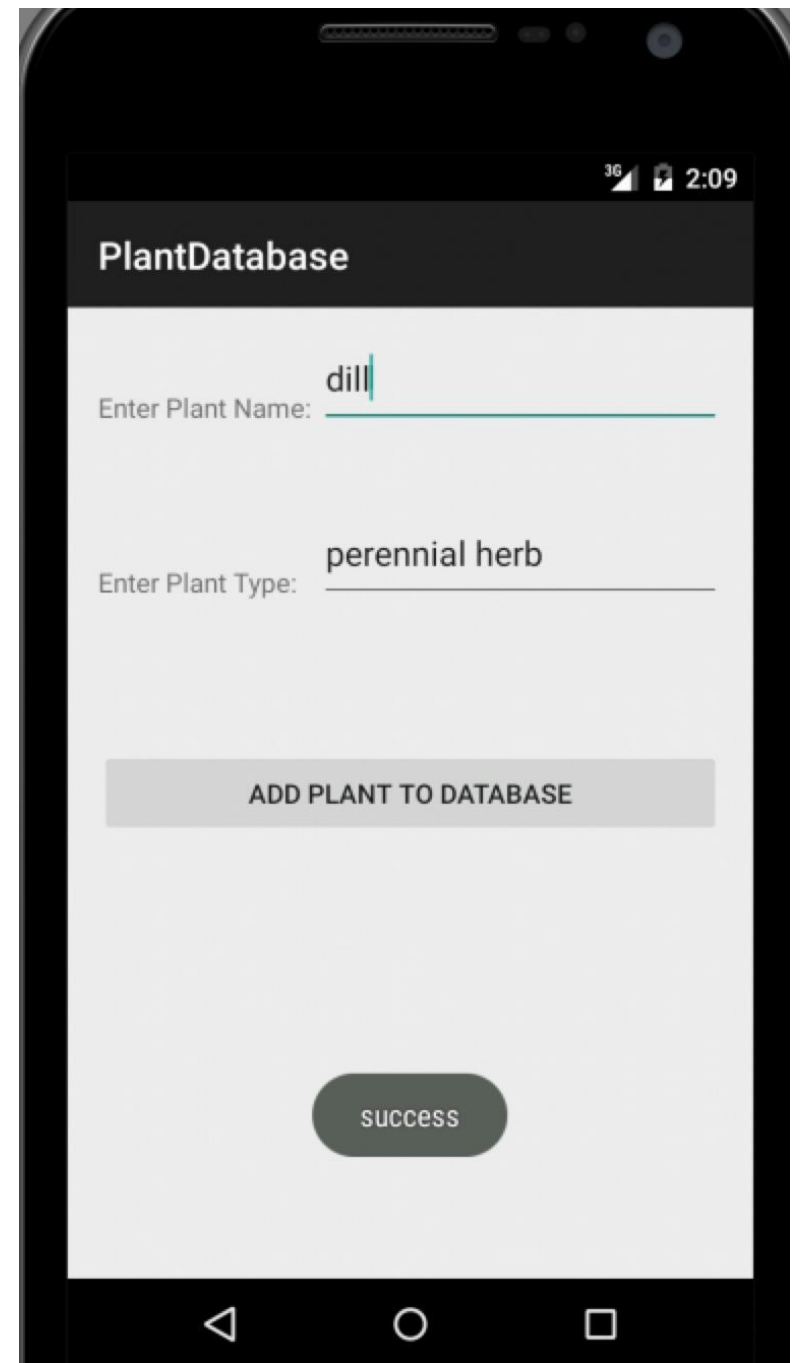 3G 2:09
PlantDatabase
dill
Enter Plant Name:
perennial herb
Enter Plant Type:
ADD PLANT TO DATABASE
success